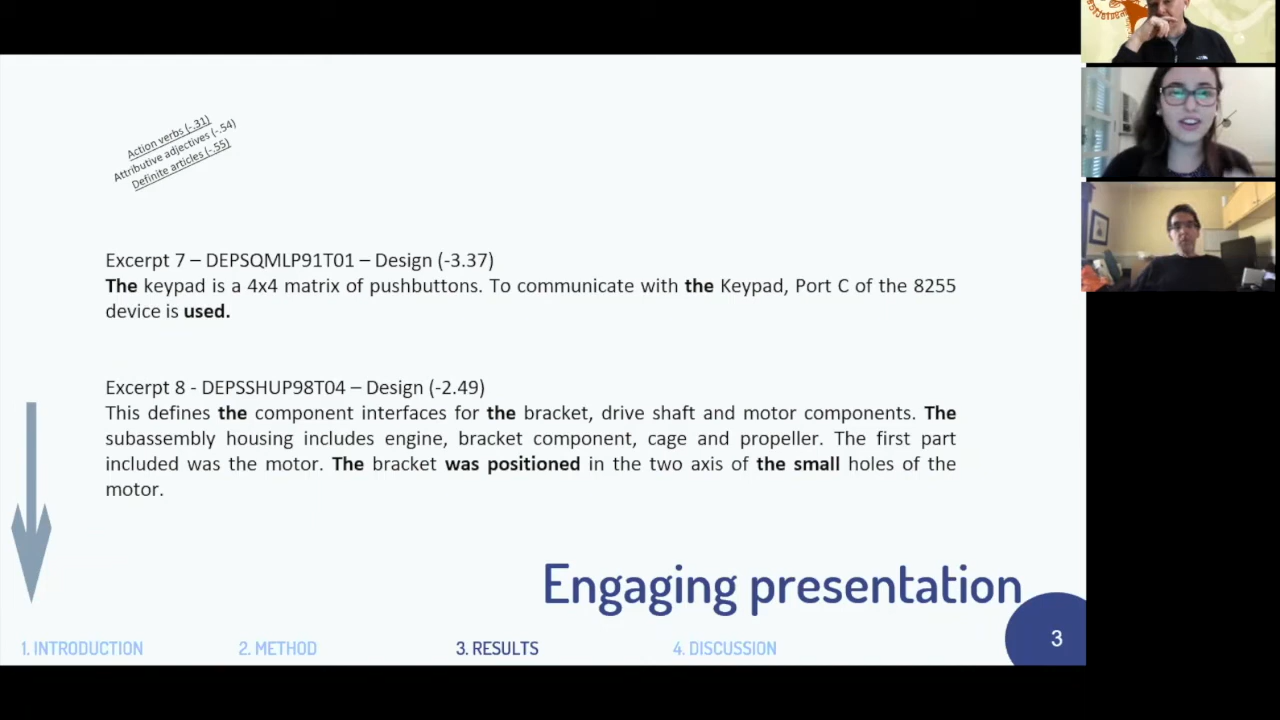 Action verbs (-.31)
Attributive adjectives (-.54)
Definite articles (-.55)
Excerpt 7 – DEPSQMLP91T01 – Design (-3.37)
The keypad is a 4x4 matrix of pushbuttons. To communicate with the Keypad, Port C of the 8255
device is used.
Excerpt 8 - DEPSSHUP98T04 – Design (-2.49)
This defines the component interfaces for the bracket, drive shaft and motor components. The
subassembly housing includes engine, bracket component, cage and propeller. The first part
included was the motor. The bracket was positioned in the two axis of the small holes of the
motor.
Engaging presentation
1. INTRODUCTION
2. METHOD
3. RESULTS
4. DISCUSSION
3